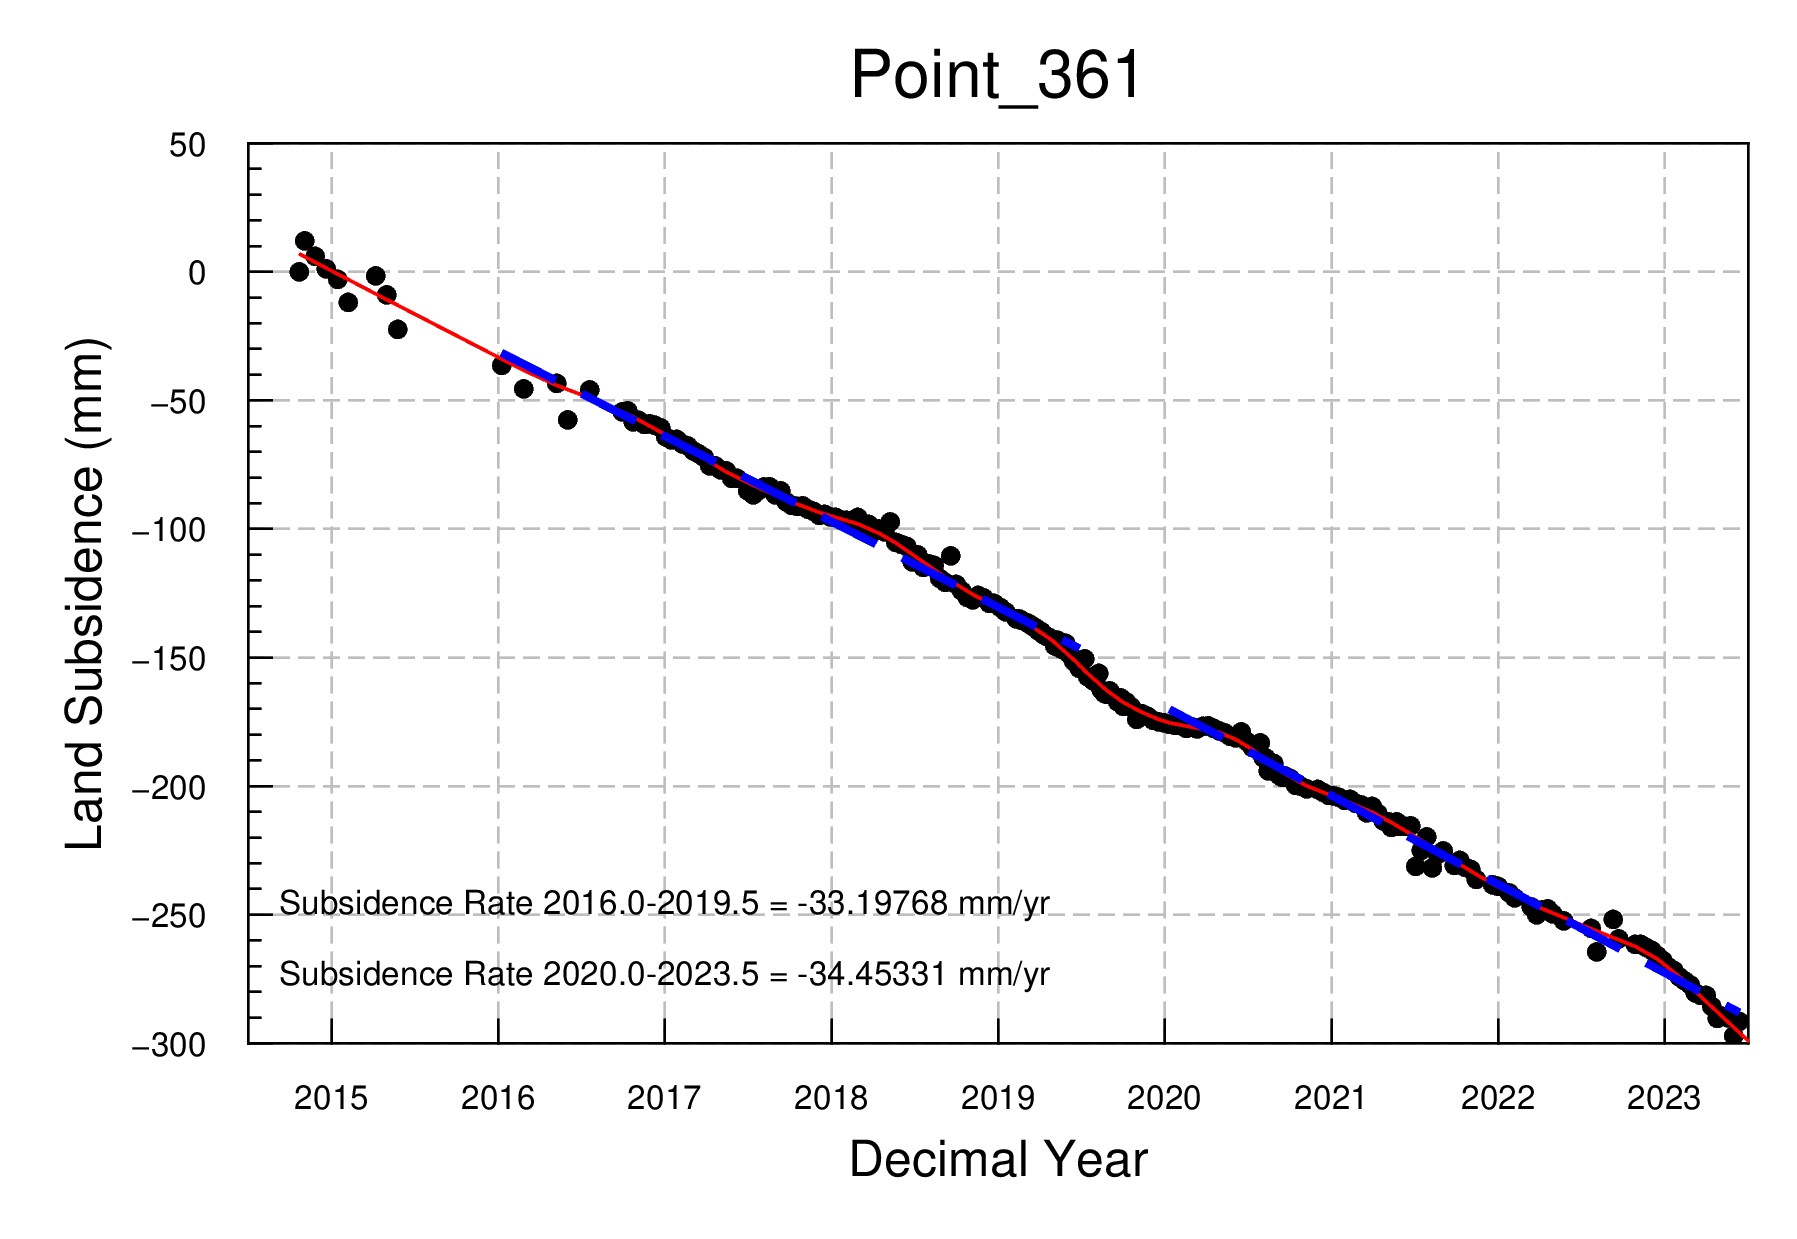 Point_361
50
0
−50
−100
−150
−200
−250
−300
Land Subsidence (mm)
Subsidence Rate 2016.0-2019.5 = -33.19768 mm/yr
Subsidence Rate 2020.0-2023.5 = -34.45331 mm/yr
2015 2016 2017 2018 2019 2020 2021 2022 2023
Decimal Year